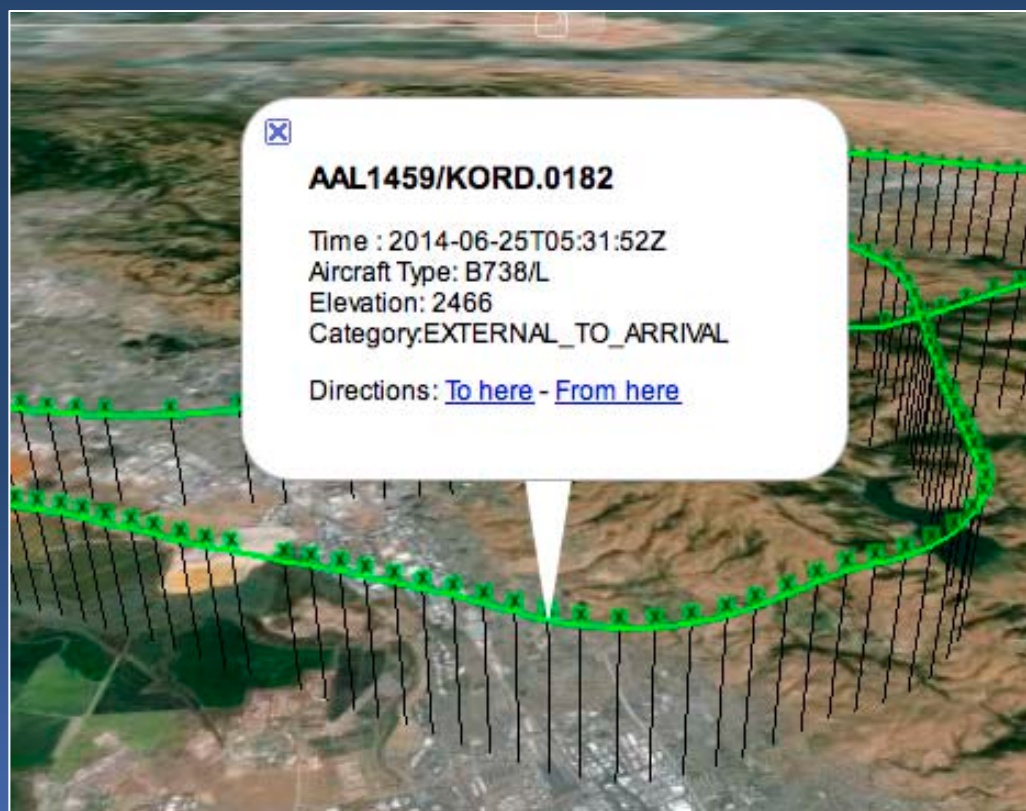 AAL1459/KORD.0182
Time : 2014-06-25T05:31:52Z
Aircraft Type: B738/L
Elevation: 2466
Category:EXTERNAL_TO_ARRIVAL
Directions: To here - From here